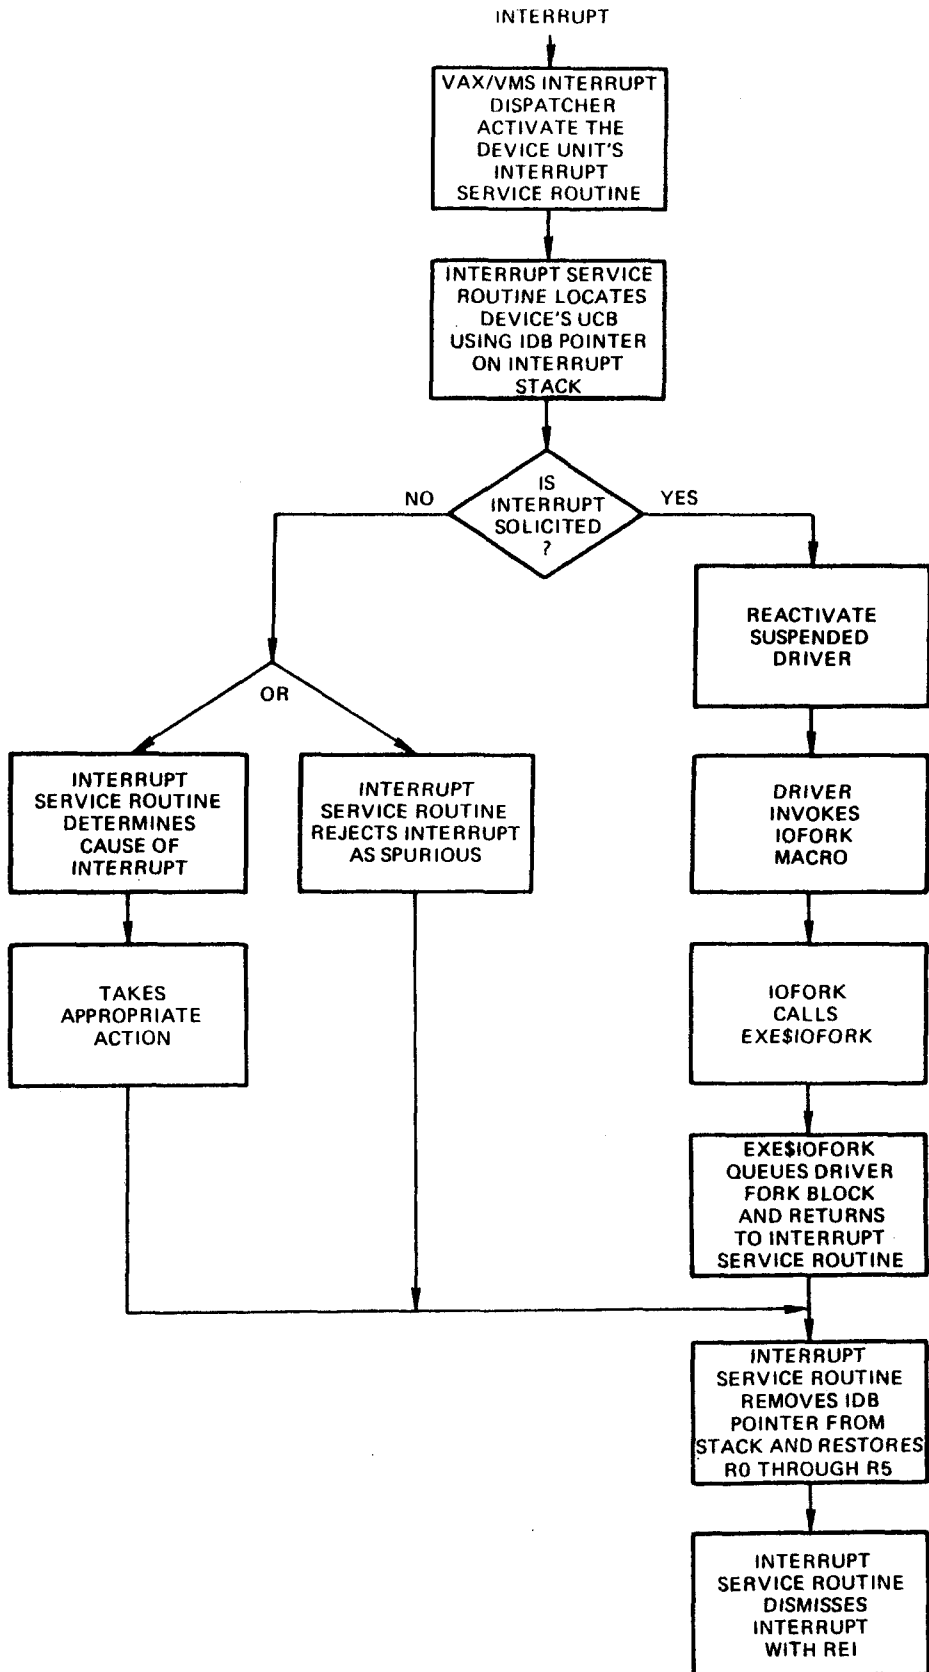 INTERRUPT
VAX/VMS INTERRUPT
DISPATCHER
ACTIVATE THE
DEVICE UNIT'S
INTERRUPT
SERVICE ROUTINE
INTERRUPT SERVICE
ROUTINE LOCATES
DEVICE'S UCB
USING IDB POINTER
ON INTERRUPT
STACK
IS
INTERRUPT
SOLICITED
?
NO
YES
OR
INTERRUPT
SERVICE ROUTINE
DETERMINES
CAUSE OF
INTERRUPT
TAKES
APPROPRIATE
ACTION
INTERRUPT
SERVICE ROUTINE
REJECTS INTERRUPT
AS SPURIOUS
REACTIVATE
SUSPENDED
DRIVER
DRIVER
INVOKES
IOFORK
MACRO
IOFORK
CALLS
EXE$IOFORK
EXE$IOFORK
QUEUES DRIVER
FORK BLOCK
AND RETURNS
TO INTERRUPT
SERVICE ROUTINE
INTERRUPT
SERVICE ROUTINE
REMOVES IDB
POINTER FROM
STACK AND RESTORES
R0 THROUGH R5
INTERRUPT
SERVICE ROUTINE
DISMISSES
INTERRUPT
WITH REI